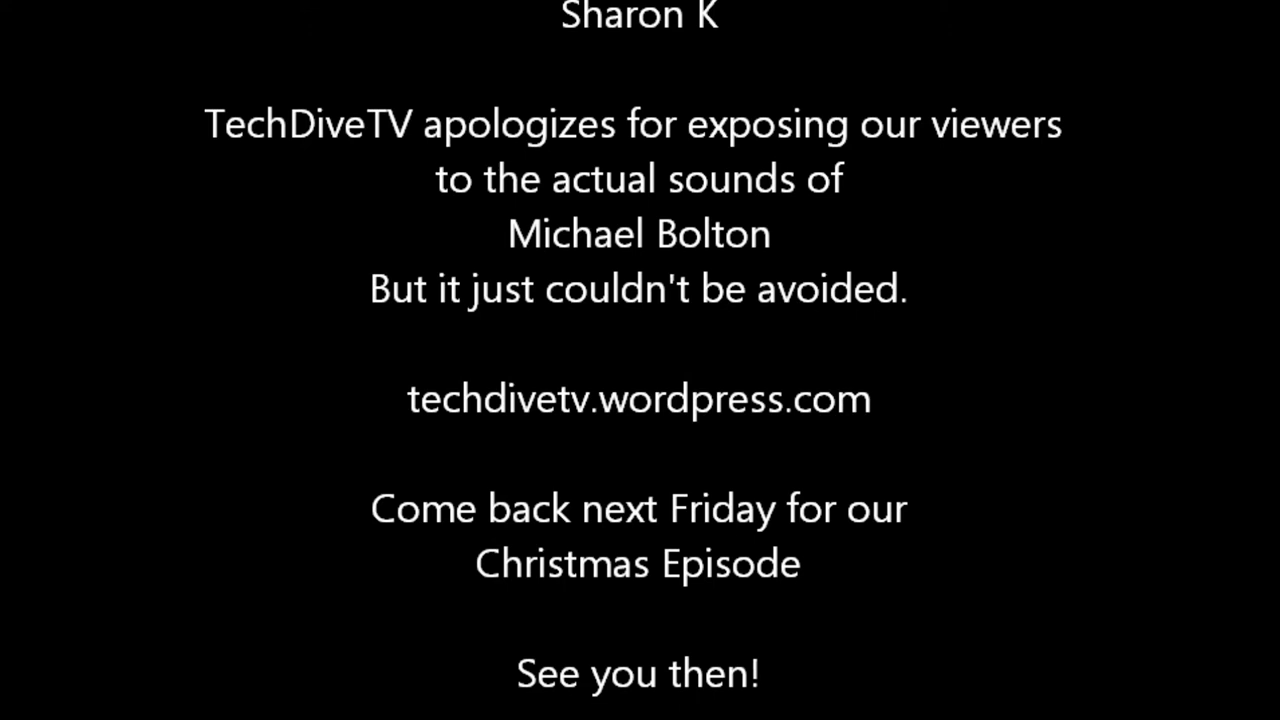 Sharon K
TechDiveTV apologizes for exposing our viewers
to the actual sounds of
Michael Bolton
But it just couldn't be avoided.
techdivetv.wordpress.com
Come back next Friday for our
Christmas Episode
See you then!